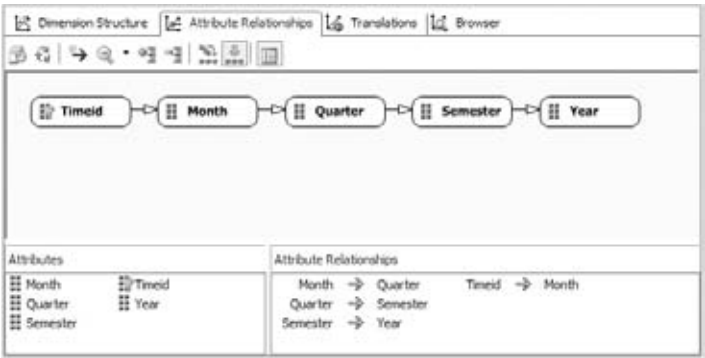 Dimension Structure Attribute Relationships Translations Browser
Timeid Month Quarter Semester Year
Attributes Attribute Relationships
Month Timeid Month Quarter Timeid Month
Quarter Year Quarter Semester
Semester Semester Year